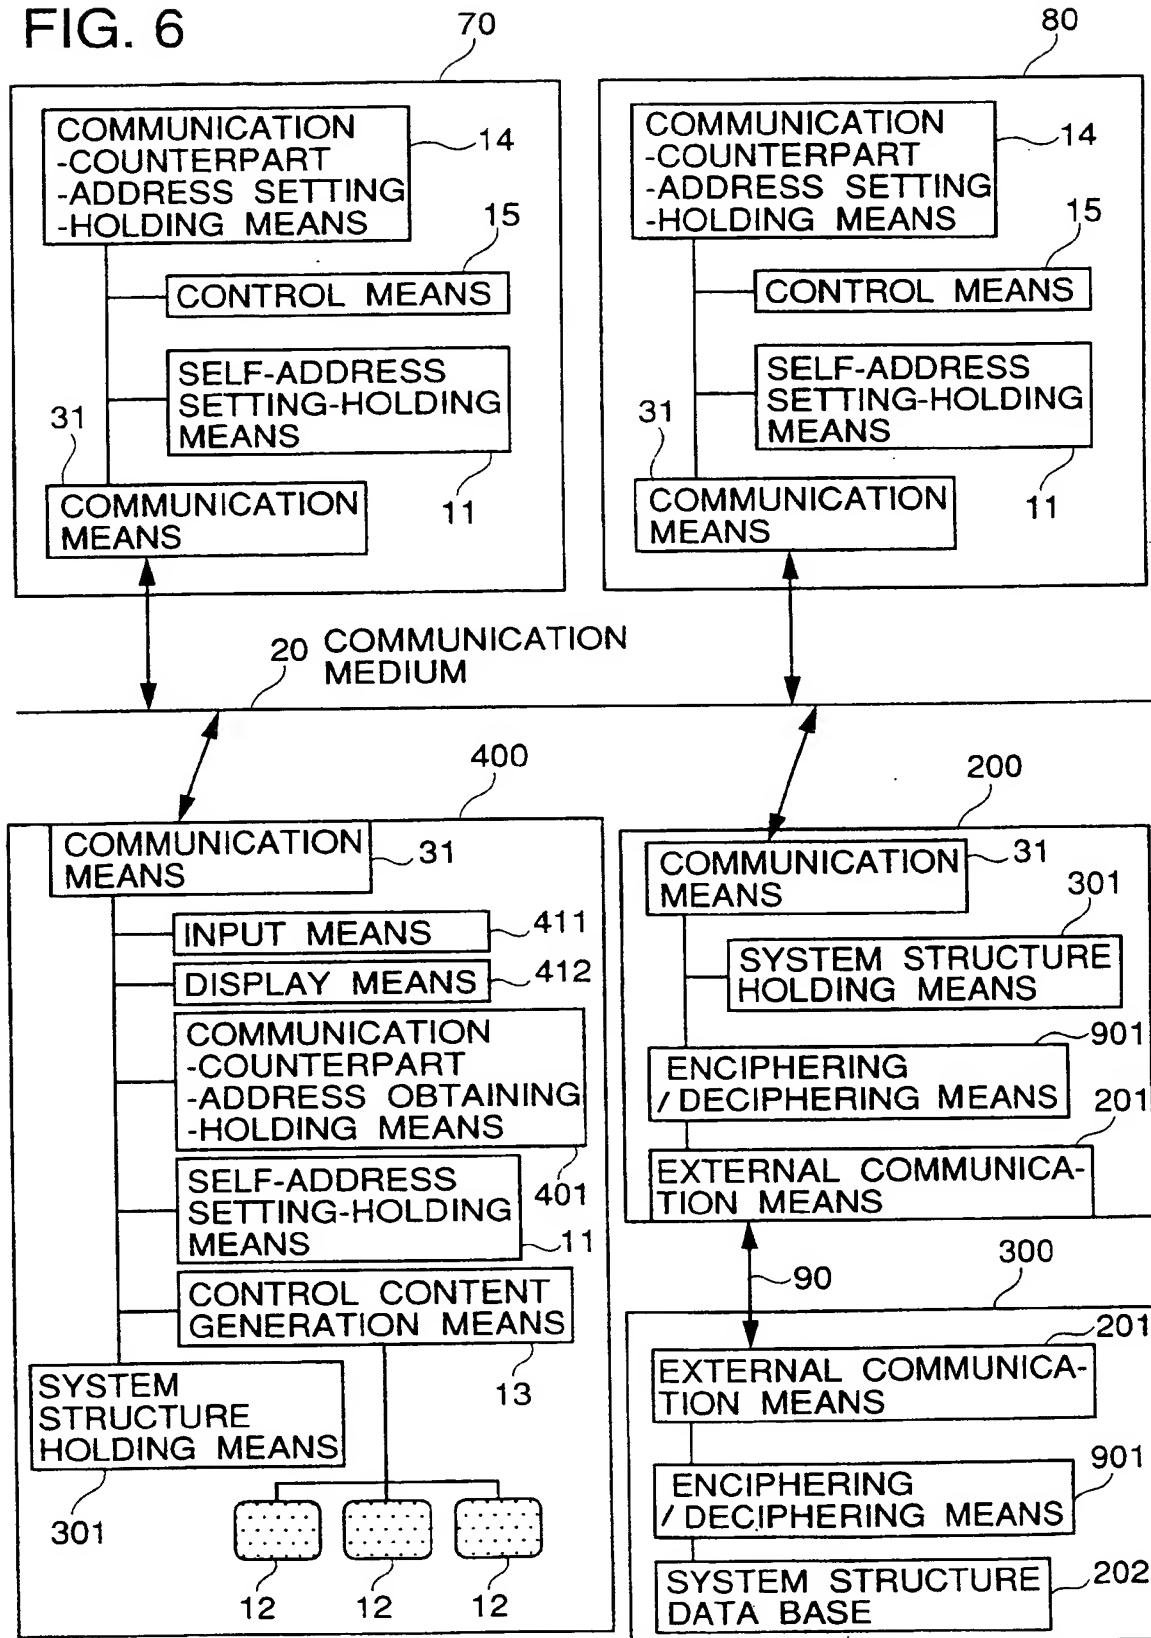 FIG. 6
70
80
COMMUNICATION
-COUNTERPART
-ADDRESS SETTING
-HOLDING MEANS
14
15
CONTROL MEANS
SELF-ADDRESS
SETTING-HOLDING
MEANS
31
11
COMMUNICATION
MEANS
COMMUNICATION
-COUNTERPART
-ADDRESS SETTING
-HOLDING MEANS
14
15
CONTROL MEANS
SELF-ADDRESS
SETTING-HOLDING
MEANS
31
11
COMMUNICATION
MEANS
20 COMMUNICATION
MEDIUM
400
COMMUNICATION
MEANS
31
INPUT MEANS
411
DISPLAY MEANS
412
COMMUNICATION
-COUNTERPART
-ADDRESS OBTAINING
-HOLDING MEANS
401
SELF-ADDRESS
SETTING-HOLDING
MEANS
11
CONTROL CONTENT
GENERATION MEANS
13
SYSTEM
STRUCTURE
HOLDING MEANS
301
12
12
12
200
COMMUNICATION
MEANS
31
301
SYSTEM STRUCTURE
HOLDING MEANS
901
ENCIPHERING
/DECIPHERING MEANS
201
EXTERNAL COMMUNICA-
TION MEANS
90
300
201
EXTERNAL COMMUNICA-
TION MEANS
901
ENCIPHERING
/DECIPHERING MEANS
202
SYSTEM STRUCTURE
DATA BASE